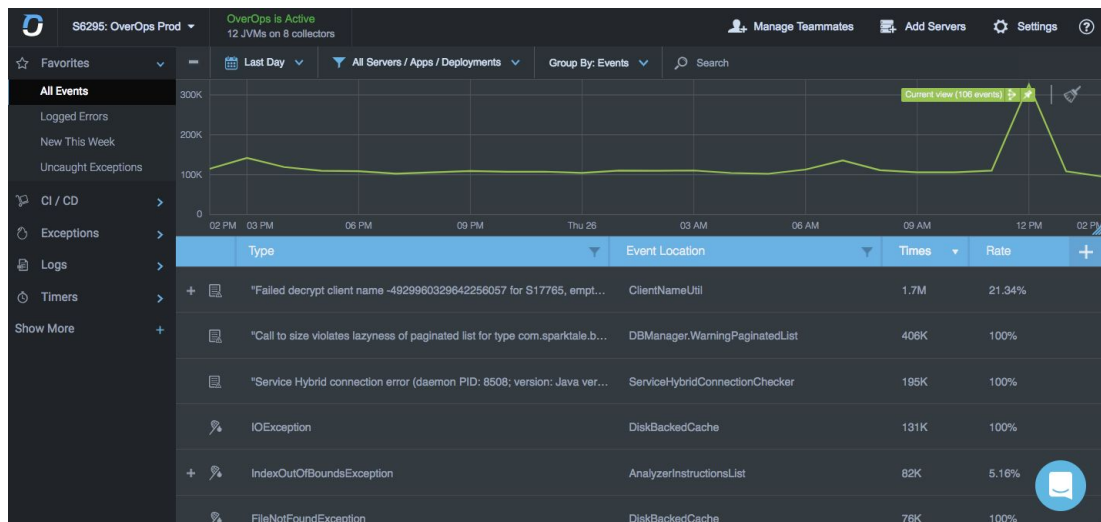 S6295: OverOps Prod
OverOps is Active
12 JVMs on 8 collectors
Manage Teammates
Add Servers
Settings
?
Favorites
All Events
Logged Errors
New This Week
Uncaught Exceptions
CI / CD
Exceptions
Logs
Timers
Show More
Last Day
All Servers / Apps / Deployments
Group By: Events
Search
Current view (106 events)
300K
200K
100K
0
02 PM 03 PM 06 PM 09 PM Thu 26 03 AM 06 AM 09 AM 12 PM 02 PM
Type Event Location Times Rate
"Failed decrypt client name -4929960329642256057 for S17765, empt... ClientNameUtil 1.7M 21.34%
"Call to size violates lazyness of paginated list for type com.sparktale.b... DBManager.WarningPaginatedList 406K 100%
"Service Hybrid connection error (daemon PID: 8508; version: Java ver... ServiceHybridConnectionChecker 195K 100%
IOException DiskBackedCache 131K 100%
IndexOutOfBoundsException AnalyzerInstructionsList 82K 5.16%
FileNotFoundException DiskBackedCache 76K 100%